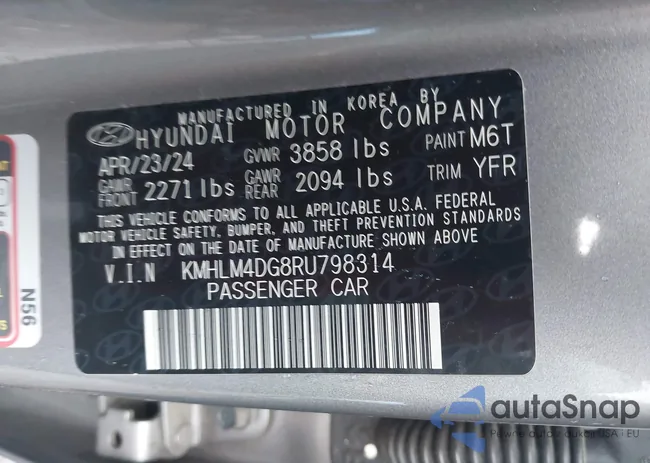 MANUFACTURED IN KOREA BY
HYUNDAI MOTOR COMPANY
APR/23/24 GVWR 3858 lbs PAINT M6T
GAWR FRONT 2271 lbs GAWR REAR 2094 lbs TRIM YFR
THIS VEHICLE CONFORMS TO ALL APPLICABLE U.S.A. FEDERAL
MOTOR VEHICLE SAFETY, BUMPER, AND THEFT PREVENTION STANDARDS
IN EFFECT ON THE DATE OF MANUFACTURE SHOWN ABOVE
V.I.N KMHLM4DG8RU798314
PASSENGER CAR
N56
autoSnap